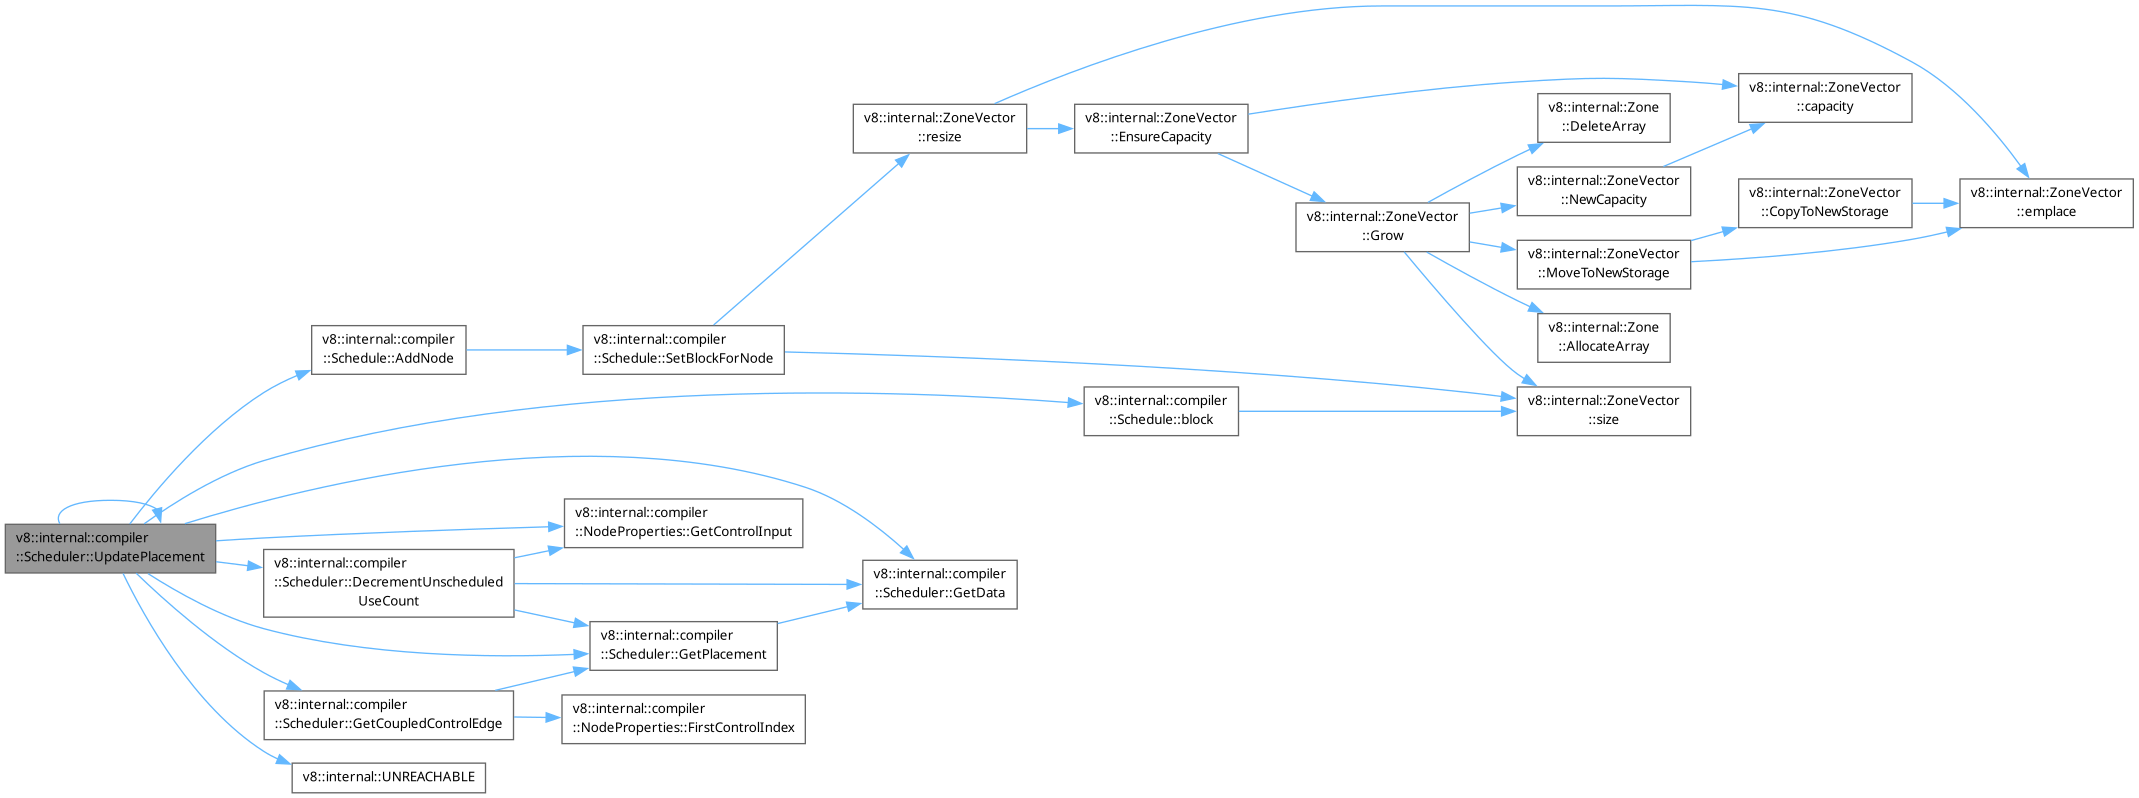 v8::internal::ZoneVector
::capacity
v8::internal::Zone
::DeleteArray
v8::internal::ZoneVector
::resize
v8::internal::ZoneVector
::EnsureCapacity
v8::internal::ZoneVector
::NewCapacity
v8::internal::ZoneVector
::CopyToNewStorage
v8::internal::ZoneVector
::emplace
v8::internal::ZoneVector
::Grow
v8::internal::ZoneVector
::MoveToNewStorage
v8::internal::Zone
::AllocateArray
v8::internal::compiler
::Schedule::AddNode
v8::internal::compiler
::Schedule::SetBlockForNode
v8::internal::compiler
::Schedule::block
v8::internal::ZoneVector
::size
v8::internal::compiler
::Scheduler::UpdatePlacement
v8::internal::compiler
::NodeProperties::GetControlInput
v8::internal::compiler
::Scheduler::DecrementUnscheduled
UseCount
v8::internal::compiler
::Scheduler::GetData
v8::internal::compiler
::Scheduler::GetPlacement
v8::internal::compiler
::Scheduler::GetCoupledControlEdge
v8::internal::compiler
::NodeProperties::FirstControlIndex
v8::internal::UNREACHABLE